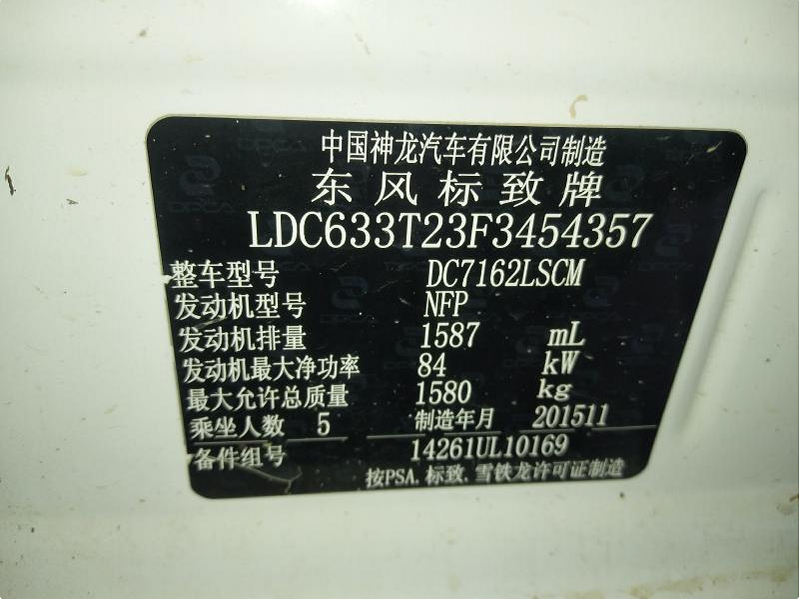 中国神龙汽车有限公司制造
东风标致牌
LDC633T23F3454357
整车型号 DC7162LSCM
发动机型号 NFP
发动机排量 1587 mL
发动机最大净功率 84 kW
最大允许总质量 1580 kg
乘坐人数 5 制造年月 201511
备件组号 14261UL10169
按PSA.标致.雪铁龙许可证制造